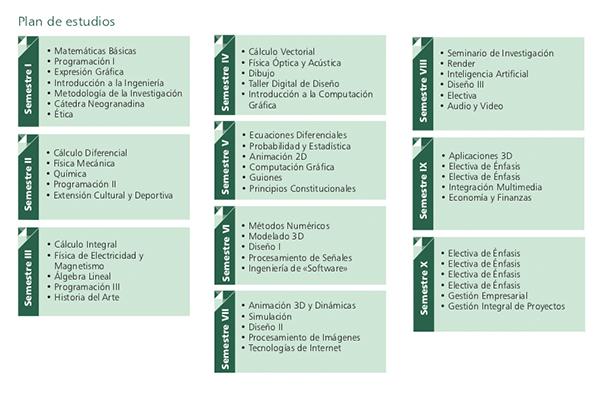 Plan de estudios
Semestre I
• Matemáticas Básicas
• Programación I
• Expresión Gráfica
• Introducción a la Ingeniería
• Metodología de la Investigación
• Cátedra Neogranadina
• Ética
Semestre II
• Cálculo Diferencial
• Física Mecánica
• Química
• Programación II
• Extensión Cultural y Deportiva
Semestre III
• Cálculo Integral
• Física de Electricidad y
Magnetismo
• Álgebra Lineal
• Programación III
• Historia del Arte
Semestre IV
• Cálculo Vectorial
• Física Óptica y Acústica
• Dibujo
• Taller Digital de Diseño
• Introducción a la Computación
Gráfica
Semestre V
• Ecuaciones Diferenciales
• Probabilidad y Estadística
• Animación 2D
• Computación Gráfica
• Guiones
• Principios Constitucionales
Semestre VI
• Métodos Numéricos
• Modelado 3D
• Diseño I
• Procesamiento de Señales
• Ingeniería de «Software»
Semestre VII
• Animación 3D y Dinámicas
• Simulación
• Diseño II
• Procesamiento de Imágenes
• Tecnologías de Internet
Semestre VIII
• Seminario de Investigación
• Render
• Inteligencia Artificial
• Diseño III
• Electiva
• Audio y Video
Semestre IX
• Aplicaciones 3D
• Electiva de Énfasis
• Electiva de Énfasis
• Integración Multimedia
• Economía y Finanzas
Semestre X
• Electiva de Énfasis
• Electiva de Énfasis
• Electiva de Énfasis
• Electiva de Énfasis
• Gestión Empresarial
• Gestión Integral de Proyectos